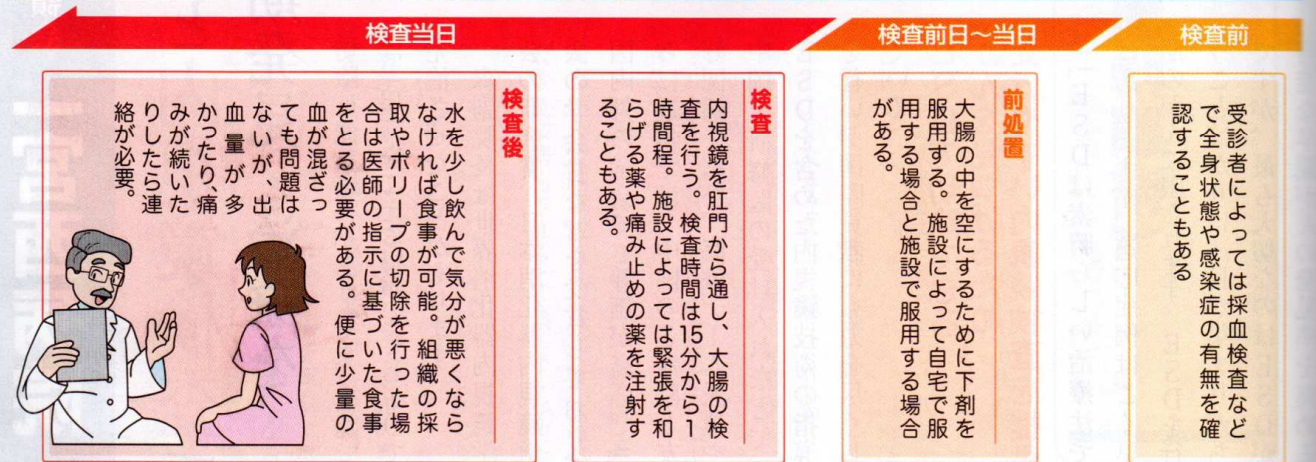 検査前
受診者によっては採血検査など
で全身状態や感染症の有無を確
認することもある
検査前日〜当日
前処置
大腸の中を空にするために下剤を
服用する。施設によって自宅で服
用する場合と施設で服用する場合
がある。
検査当日
検査
内視鏡を肛門から通し、大腸の検
査を行う。検査時間は15分から1
時間程。施設によっては緊張を和
らげる薬や痛み止めの薬を注射す
ることもある。
検査後
水を少し飲んで気分が悪くなら
なければ食事が可能。組織の採
取やポリープの切除を行った場
合は医師の指示に基づいた食事
をとる必要がある。便に少量の
血が混ざっ
ても問題は
ないが、出
血量が多
かったり、痛
みが続いた
りしたら連
絡が必要。